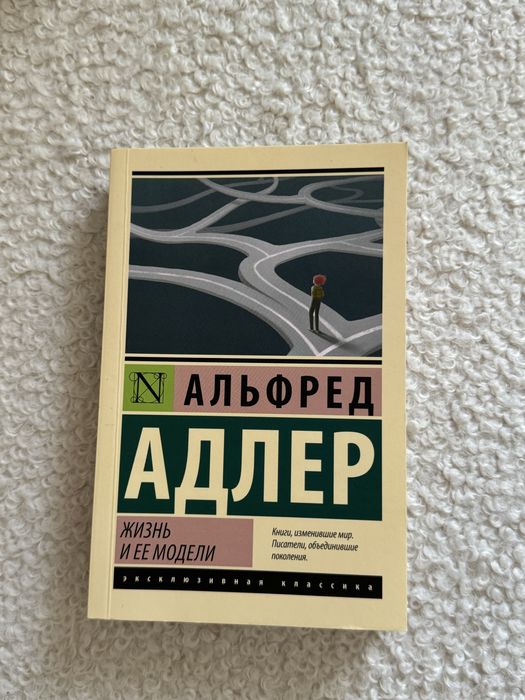 N АЛЬФРЕД
АДЛЕР
ЖИЗНЬ
И ЕЕ МОДЕЛИ
Книги, изменившие мир.
Писатели, объединившие
поколения.
эксклюзивная классика